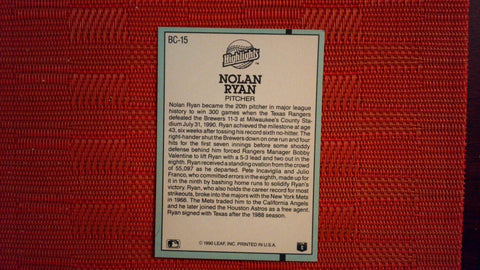 BC-15
Highlights
TM
NOLAN
RYAN
PITCHER
Nolan Ryan became the 20th pitcher in major league
history to win 300 games when the Texas Rangers
defeated the Brewers 11-3 at Milwaukee's County Sta-
dium July 31, 1990. Ryan achieved the milestone at age
43, six weeks after tossing his record sixth no-hitter. The
right-hander shut the Brewers down on one run and four
hits for the first seven innings before some shoddy
defense behind him forced Rangers Manager Bobby
Valentine to lift Ryan with a 5-3 lead and two out in the
eighth. Ryan received a standing ovation from the crowd
of 55,097 as he departed. Pete Incaviglia and Julio
Franco, who committed errors in the eighth, made up for
it in the ninth by bashing home runs to solidify Ryan's
victory. Ryan, who also holds the career record for most
strikeouts, broke into the majors with the New York Mets
in 1966. The Mets traded him to the California Angels
and he later joined the Houston Astros as a free agent.
Ryan signed with Texas after the 1988 season.
© 1990 LEAF, INC. PRINTED IN U.S.A.